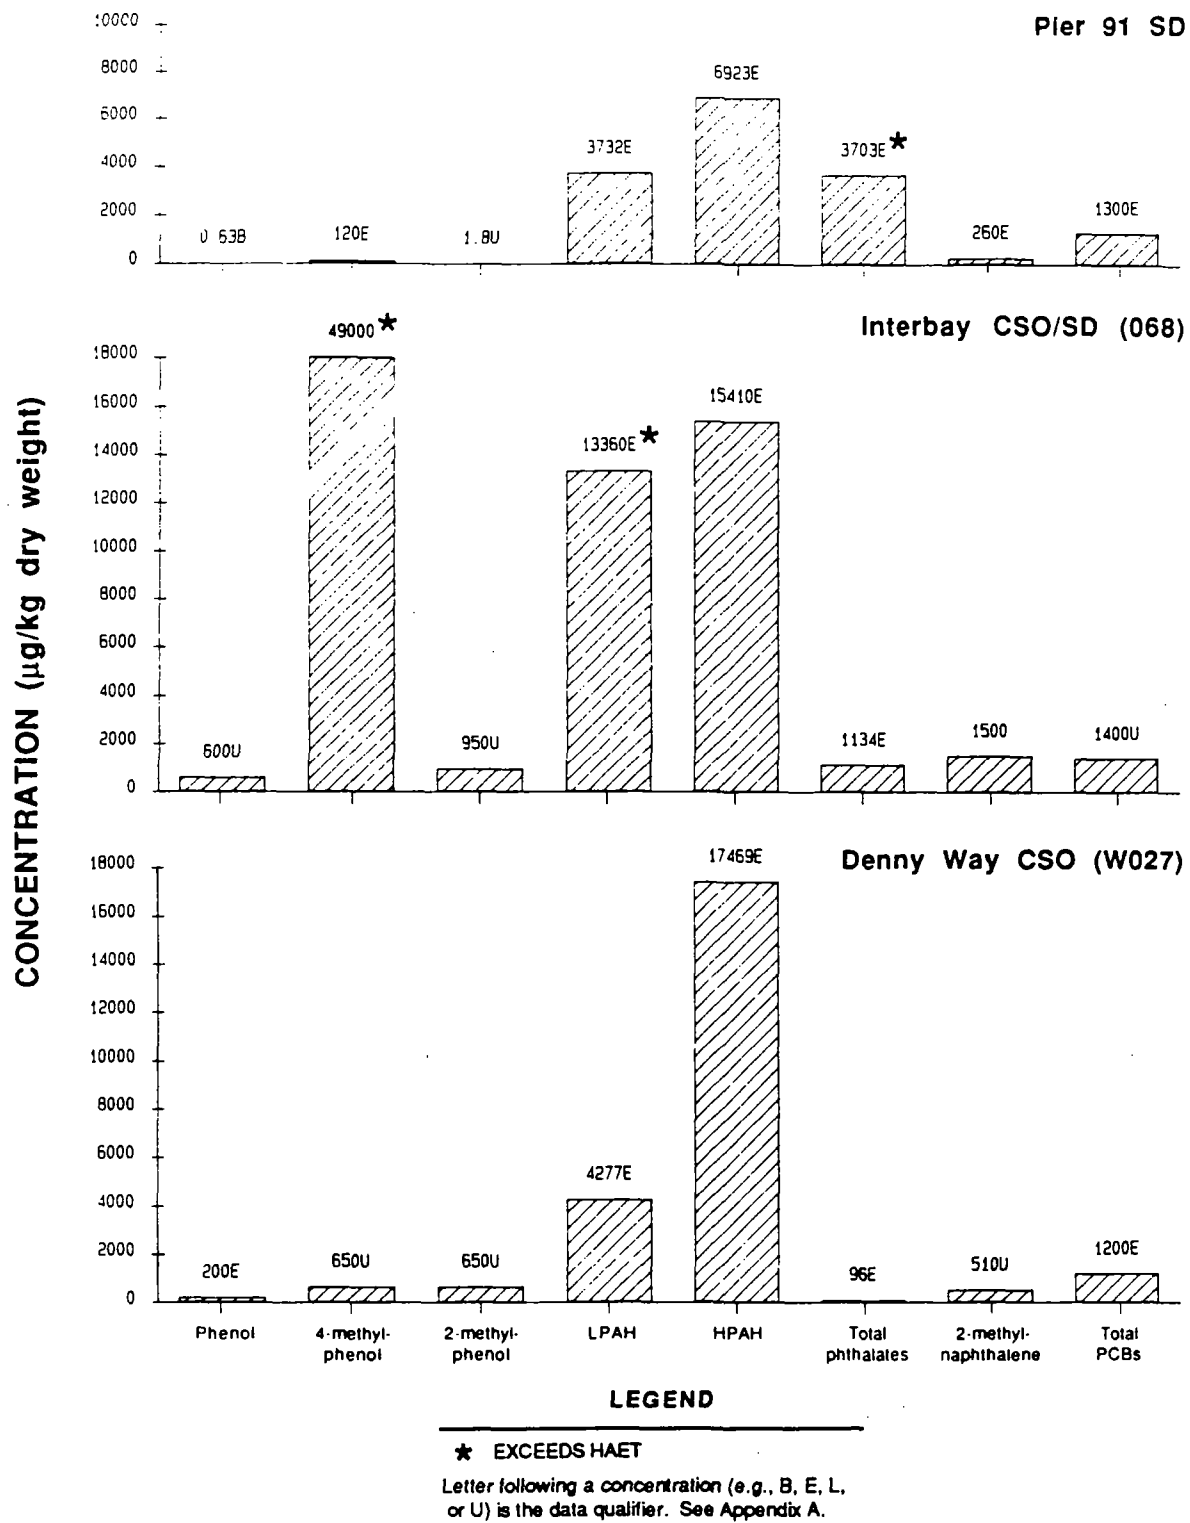 Pier 91 SD
10000
8000
6000
4000
2000
0
0.63B
120E
1.8U
3732E
6923E
3703E ★
260E
1300E
Interbay CSO/SD (068)
18000
16000
14000
12000
10000
8000
6000
4000
2000
0
600U
49000 ★
950U
13360E ★
15410E
1134E
1500
1400U
Denny Way CSO (W027)
18000
16000
14000
12000
10000
8000
6000
4000
2000
0
200E
650U
650U
4277E
17469E
96E
510U
1200E
CONCENTRATION (µg/kg dry weight)
Phenol
4-methyl-
phenol
2-methyl-
phenol
LPAH
HPAH
Total
phthalates
2-methyl-
naphthalene
Total
PCBs
LEGEND
★ EXCEEDS HAET
Letter following a concentration (e.g., B, E, L,
or U) is the data qualifier. See Appendix A.